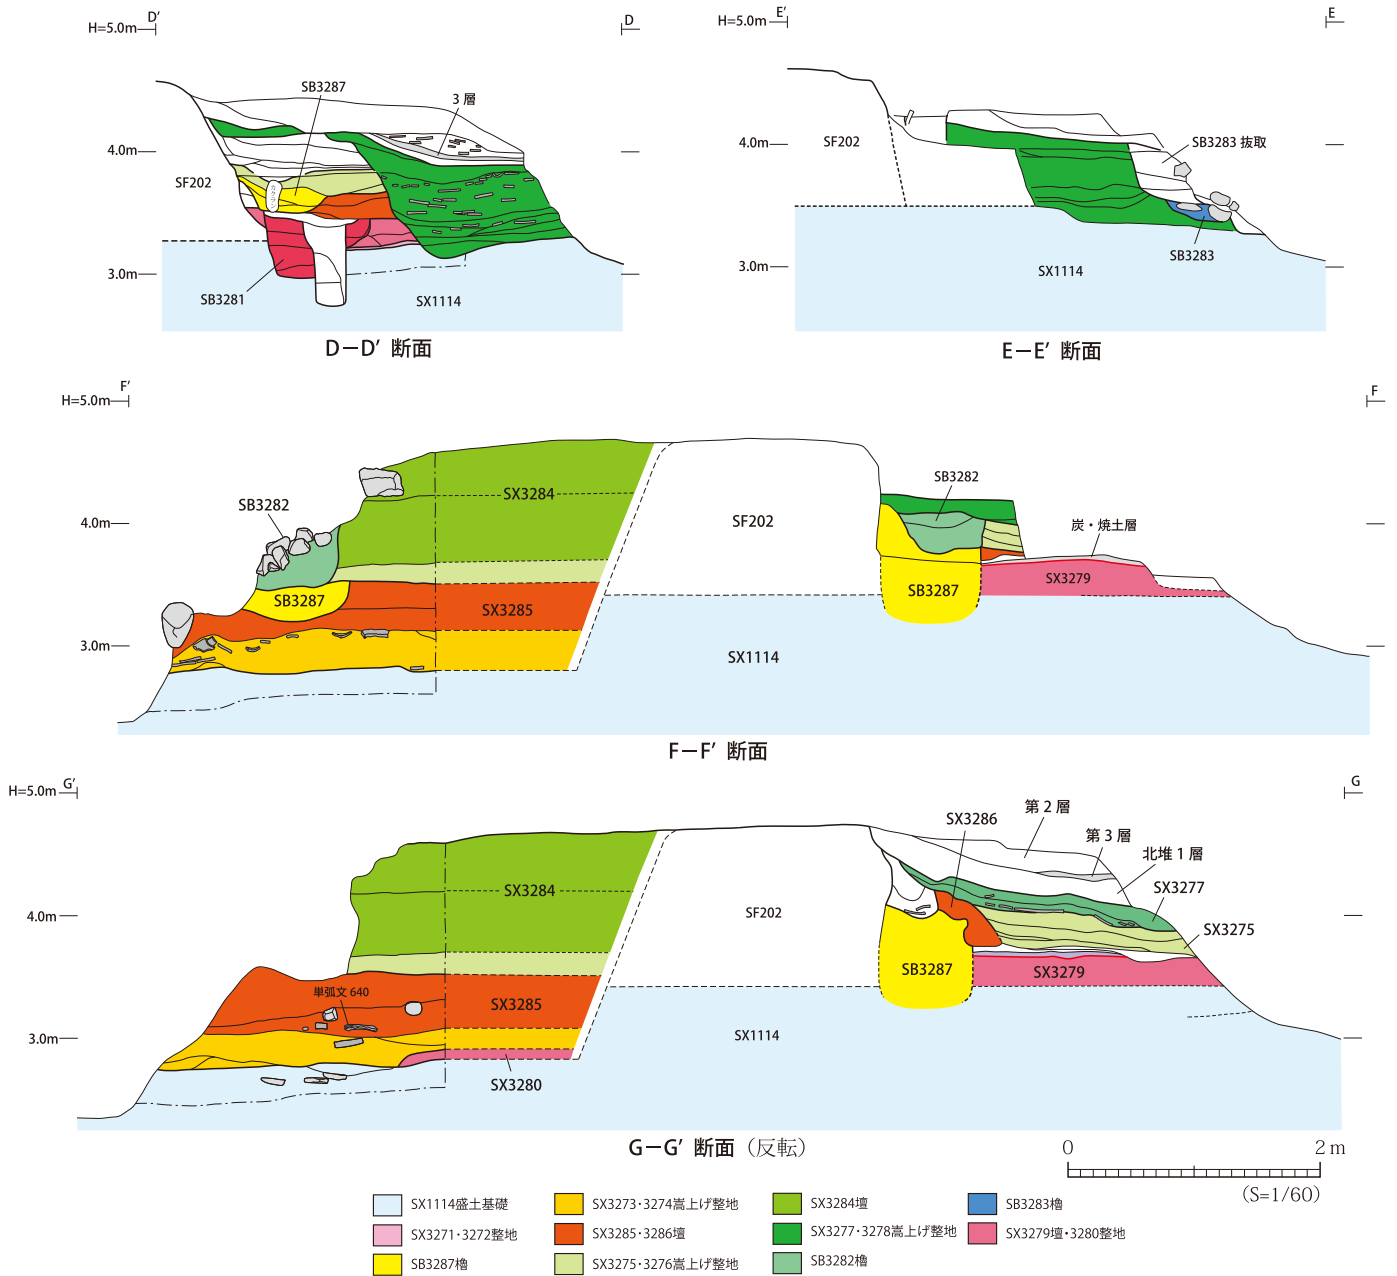 D′
D
H=5.0m
SB3287
3 層
4.0m
SF202
カクラン
3.0m
SB3281
SX1114
D－D′ 断面
E′
E
H=5.0m
SB3283 抜取
4.0m
SF202
SB3283
3.0m
SX1114
E－E′ 断面
F′
F
H=5.0m
SB3282
SX3284
SB3282
4.0m
SF202
炭・焼土層
SB3287
SX3285
SB3287
SX3279
3.0m
SX1114
F－F′ 断面
G′
G
H=5.0m
SX3286
第 2 層
第 3 層
北堆 1 層
SX3284
SX3277
4.0m
SF202
SX3275
SB3287
SX3279
単弧文 640
SX3285
3.0m
SX1114
SX3280
G－G′ 断面（反転）
0
2 m
（S=1/60）
SX1114盛土基礎
SX3271・3272整地
SB3287櫓
SX3273・3274嵩上げ整地
SX3285・3286壇
SX3275・3276嵩上げ整地
SX3284壇
SX3277・3278嵩上げ整地
SB3282櫓
SB3283櫓
SX3279壇・3280整地